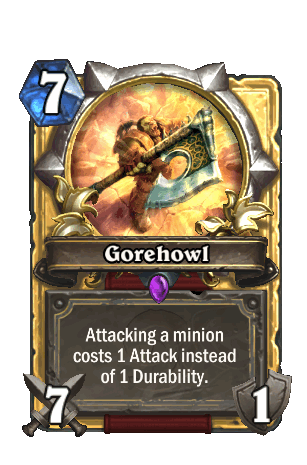 7
Gorehowl
Attacking a minion
costs 1 Attack instead
of 1 Durability.
7
1